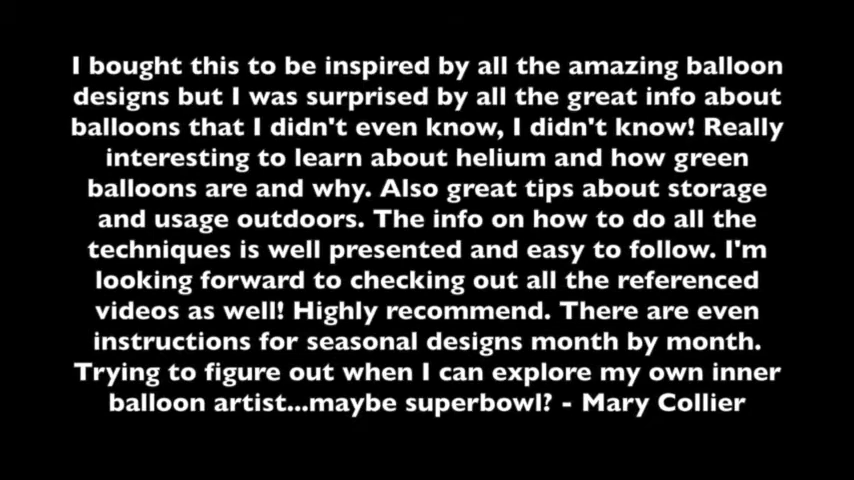 I bought this to be inspired by all the amazing balloon
designs but I was surprised by all the great info about
balloons that I didn't even know, I didn't know! Really
interesting to learn about helium and how green
balloons are and why. Also great tips about storage
and usage outdoors. The info on how to do all the
techniques is well presented and easy to follow. I'm
looking forward to checking out all the referenced
videos as well! Highly recommend. There are even
instructions for seasonal designs month by month.
Trying to figure out when I can explore my own inner
balloon artist...maybe superbowl? - Mary Collier